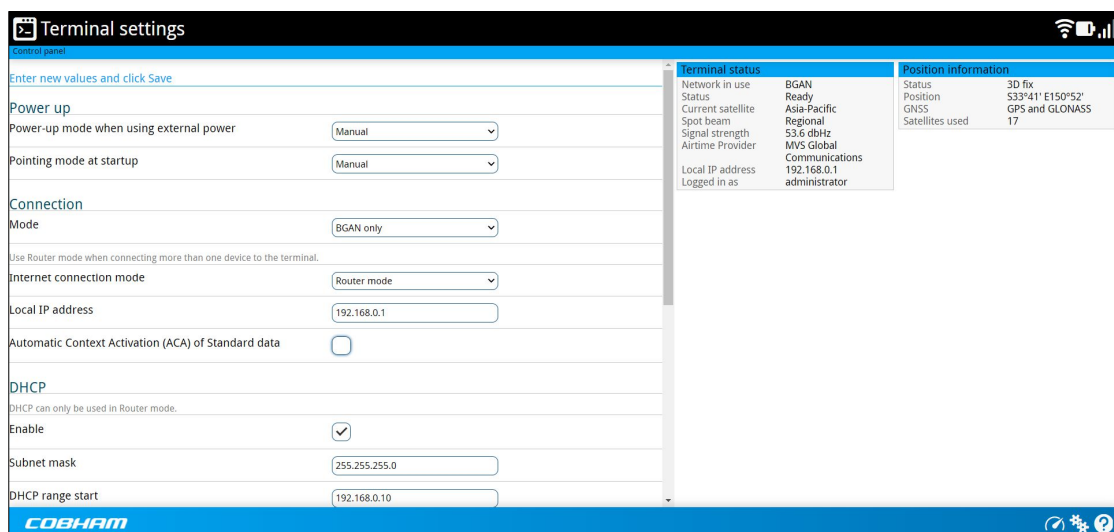 Terminal settings
Control panel
Enter new values and click Save
Power up
Power-up mode when using external power Manual
Pointing mode at startup Manual
Connection
Mode BGAN only
Use Router mode when connecting more than one device to the terminal.
Internet connection mode Router mode
Local IP address 192.168.0.1
Automatic Context Activation (ACA) of Standard data
DHCP
DHCP can only be used in Router mode.
Enable
Subnet mask 255.255.255.0
DHCP range start 192.168.0.10
Terminal status
Network in use BGAN
Status Ready
Current satellite Asia-Pacific
Spot beam Regional
Signal strength 53.6 dbHz
Airtime Provider MVS Global
Communications
Local IP address 192.168.0.1
Logged in as administrator
Position information
Status 3D fix
Position S33°41' E150°52'
GNSS GPS and GLONASS
Satellites used 17
COBHAM